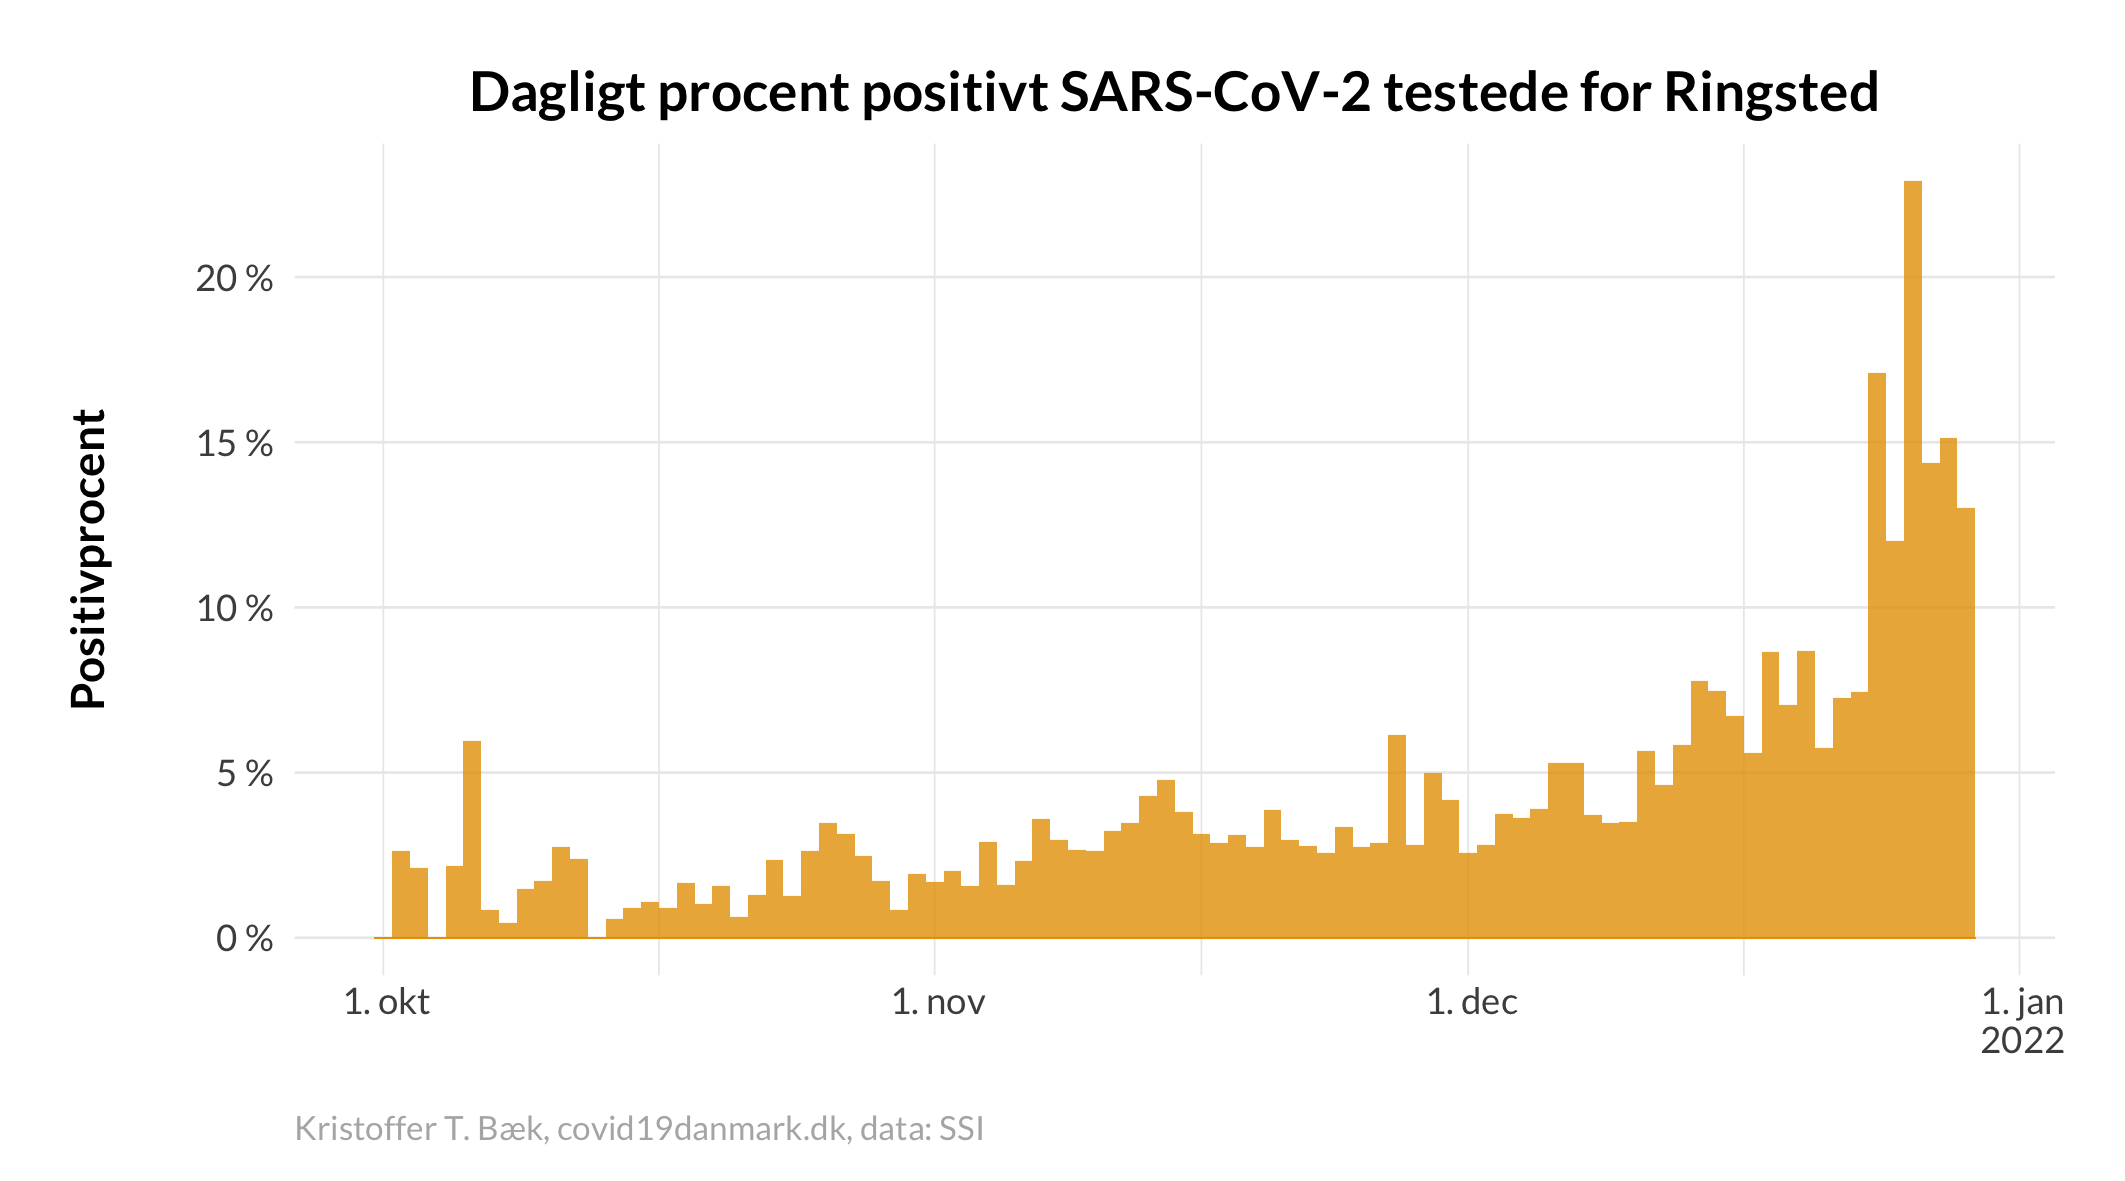 Dagligt procent positivt SARS-CoV-2 testede for Ringsted
Positivprocent
20 %
15 %
10 %
5 %
0 %
1. okt
1. nov
1. dec
1. jan
2022
Kristoffer T. Bæk, covid19danmark.dk, data: SSI